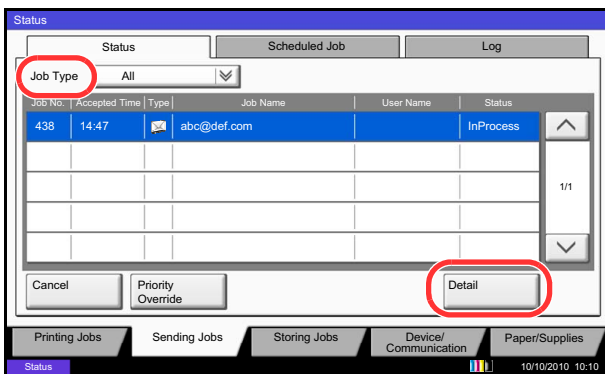 Status
Status Scheduled Job Log
Job Type All
Job No. Accepted Time Type Job Name User Name Status
438 14:47 abc@def.com InProcess
1/1
Cancel Priority Override Detail
Printing Jobs Sending Jobs Storing Jobs Device/ Communication Paper/Supplies
Status 10/10/2010 10:10